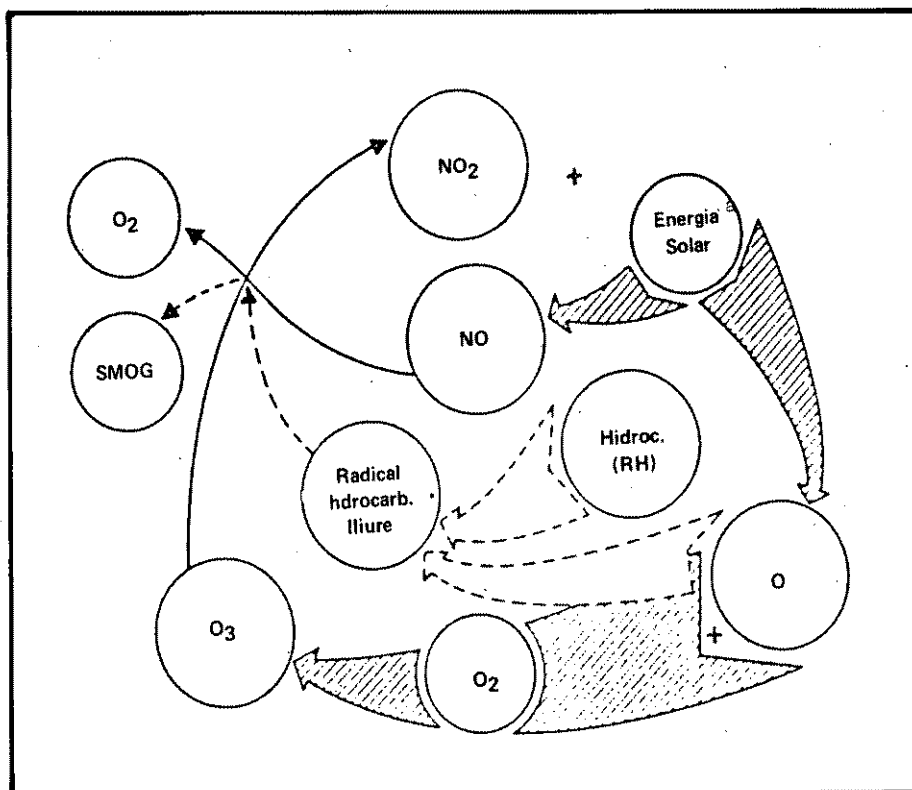 NO2
+
Energia
Solar
O2
NO
SMOG
Hidroc.
(RH)
Radical
hdrocarb.
lliure
O
+
O3
O2